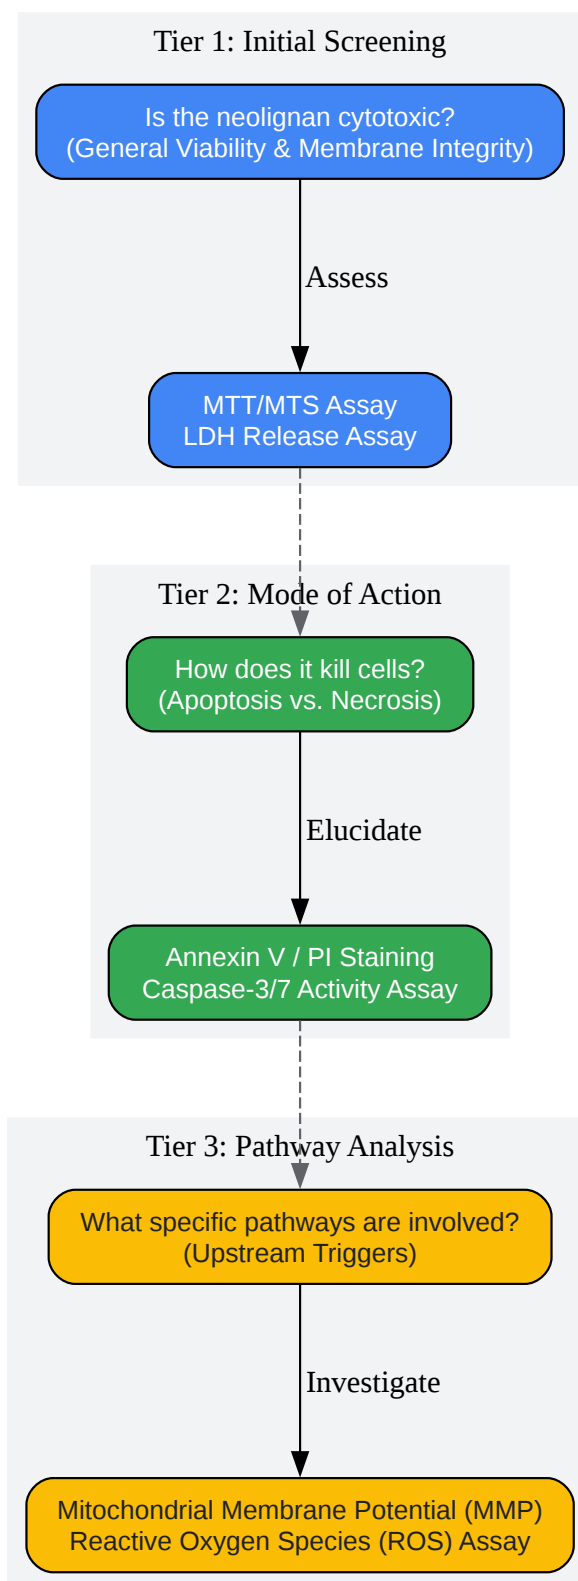 Tier 1: Initial Screening
Is the neolignan cytotoxic?
(General Viability & Membrane Integrity)
Assess
MTT/MTS Assay
LDH Release Assay
Tier 2: Mode of Action
How does it kill cells?
(Apoptosis vs. Necrosis)
Elucidate
Annexin V / PI Staining
Caspase-3/7 Activity Assay
Tier 3: Pathway Analysis
What specific pathways are involved?
(Upstream Triggers)
Investigate
Mitochondrial Membrane Potential (MMP)
Reactive Oxygen Species (ROS) Assay